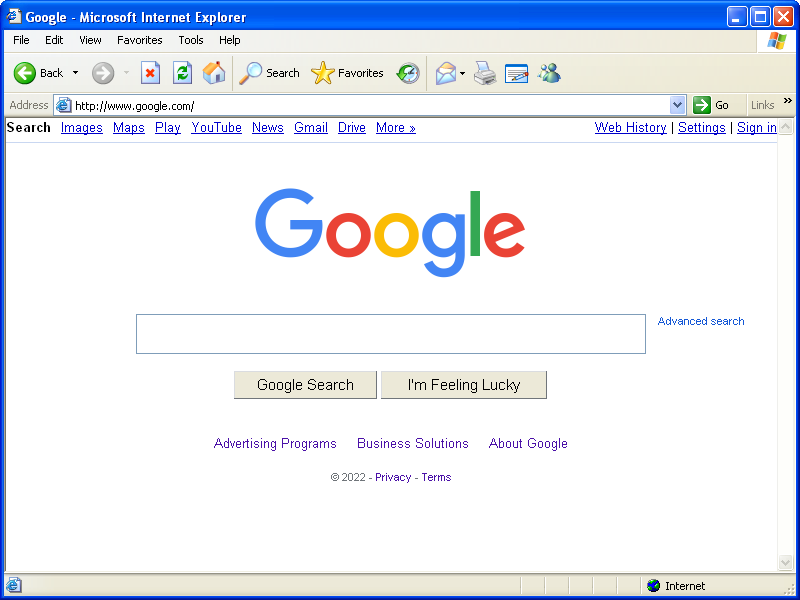 Google - Microsoft Internet Explorer
File Edit View Favorites Tools Help
Back Search Favorites
Address http://www.google.com/ Go Links »
Search Images Maps Play YouTube News Gmail Drive More » Web History | Settings | Sign in
Google
Advanced search
Google Search I'm Feeling Lucky
Advertising Programs Business Solutions About Google
© 2022 - Privacy - Terms
Internet